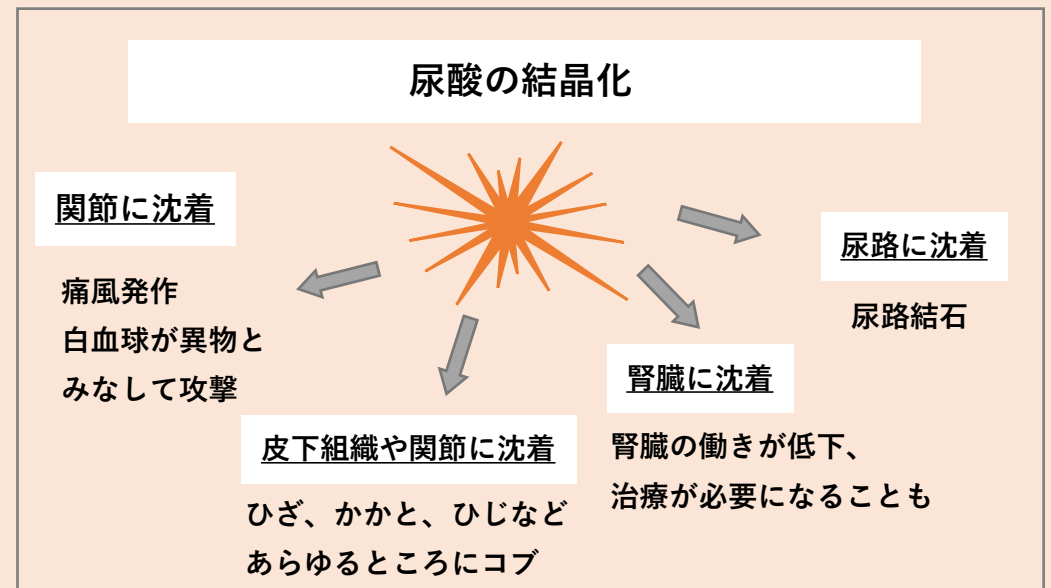 尿酸の結晶化
関節に沈着
痛風発作
白血球が異物と
みなして攻撃
皮下組織や関節に沈着
ひざ、かかと、ひじなど
あらゆるところにコブ
腎臓に沈着
腎臓の働きが低下、
治療が必要になることも
尿路に沈着
尿路結石